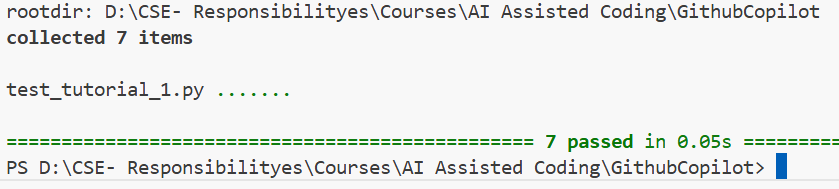 rootdir: D:\CSE- Responsibilityes\Courses\AI Assisted Coding\GithubCopilot
collected 7 items
test_tutorial_1.py .......
================================================ 7 passed in 0.05s =========
PS D:\CSE- Responsibilityes\Courses\AI Assisted Coding\GithubCopilot>